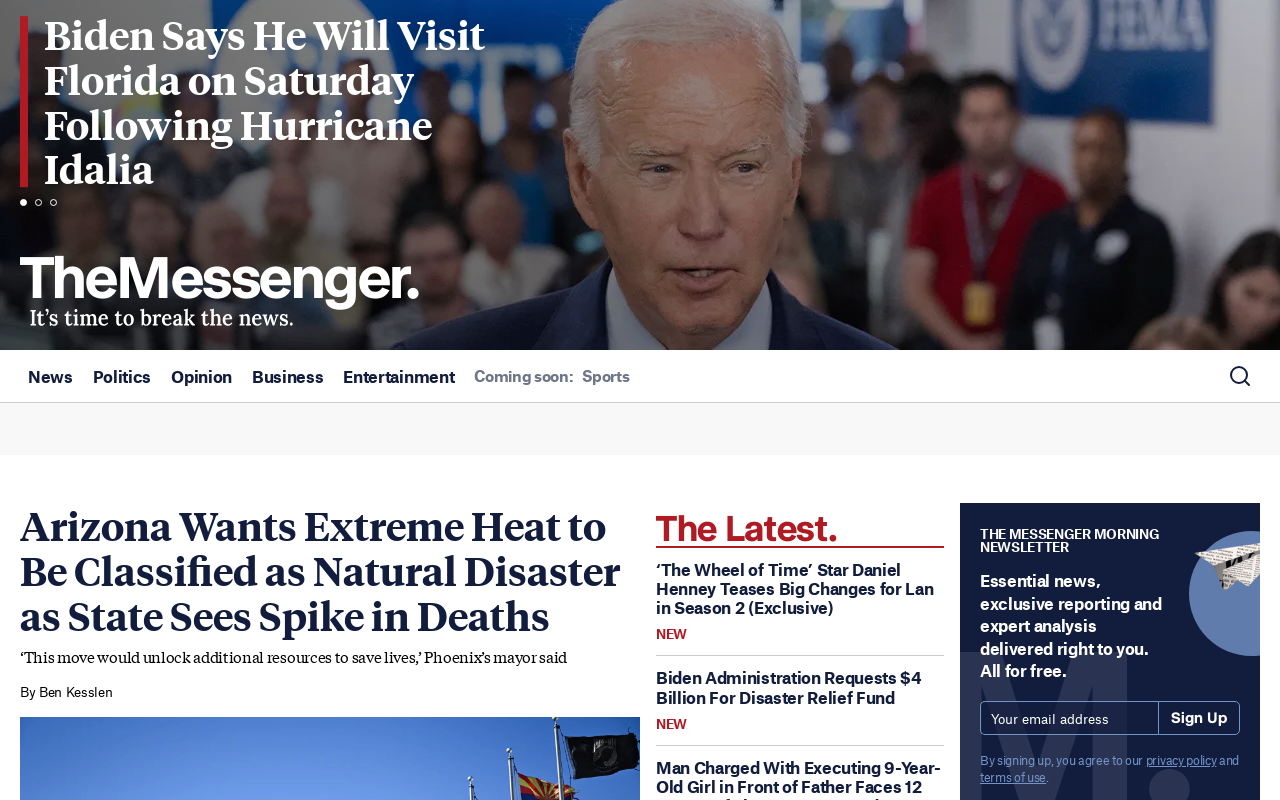 Biden Says He Will Visit
Florida on Saturday
Following Hurricane
Idalia
FEMA
TheMessenger.
It's time to break the news.
News Politics Opinion Business Entertainment Coming soon: Sports
Arizona Wants Extreme Heat to
Be Classified as Natural Disaster
as State Sees Spike in Deaths
‘This move would unlock additional resources to save lives,’ Phoenix’s mayor said
By Ben Kesslen
The Latest.
‘The Wheel of Time’ Star Daniel
Henney Teases Big Changes for Lan
in Season 2 (Exclusive)
NEW
Biden Administration Requests $4
Billion For Disaster Relief Fund
NEW
Man Charged With Executing 9-Year-
Old Girl in Front of Father Faces 12
THE MESSENGER MORNING
NEWSLETTER
Essential news,
exclusive reporting and
expert analysis
delivered right to you.
All for free.
Your email address Sign Up
By signing up, you agree to our privacy policy and
terms of use.
M.